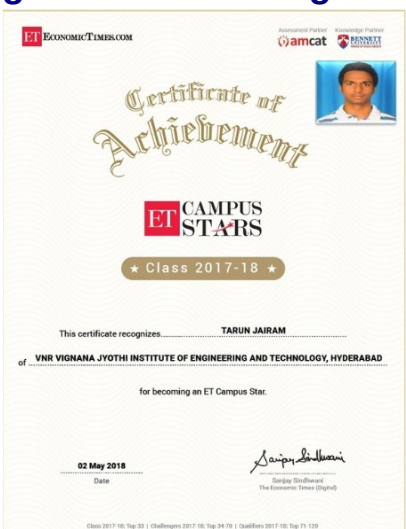 ET ECONOMICTIMES.COM
Assessment Partner
amcat
Knowledge Partner
BENNETT
UNIVERSITY
Certificate of
Achievement
ET CAMPUS
STARS
★ Class 2017-18 ★
This certificate recognizes TARUN JAIRAM
of VNR VIGNANA JYOTHI INSTITUTE OF ENGINEERING AND TECHNOLOGY, HYDERABAD
for becoming an ET Campus Star.
02 May 2018
Date
Sanjay Sindhwani
Sanjay Sindhwani
The Economic Times (Digital)
Class 2017-18: Top 33 | Challengers 2017-18: Top 34-70 | Qualifiers 2017-18: Top 71-120